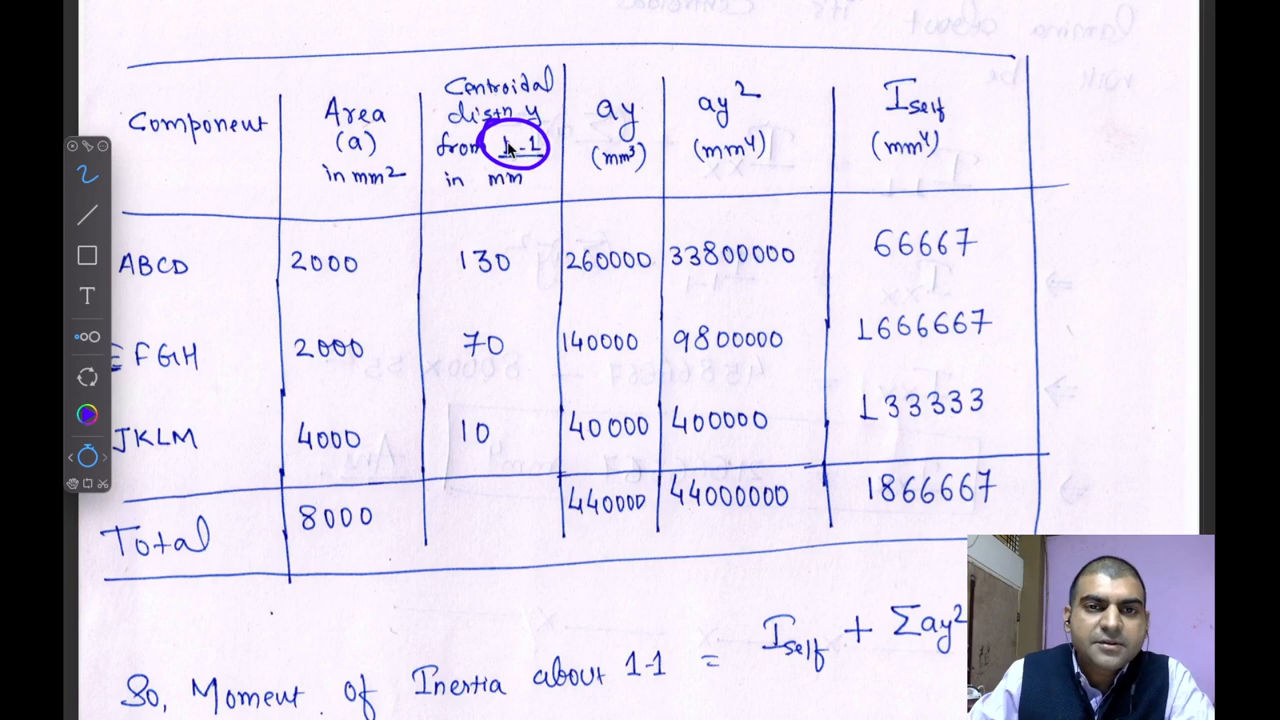 Component
Area
(a)
in mm2
Centroidal
distn y
from 1-1
in mm
ay
(mm3)
ay2
(mm4)
Iself
(mm4)
ABCD 2000 130 260000 33800000 66667
EFGH 2000 70 140000 9800000 1666667
JKLM 4000 10 40000 400000 133333
Total 8000 440000 44000000 1866667
So, Moment of Inertia about 1-1 = Iself + Σay2
T